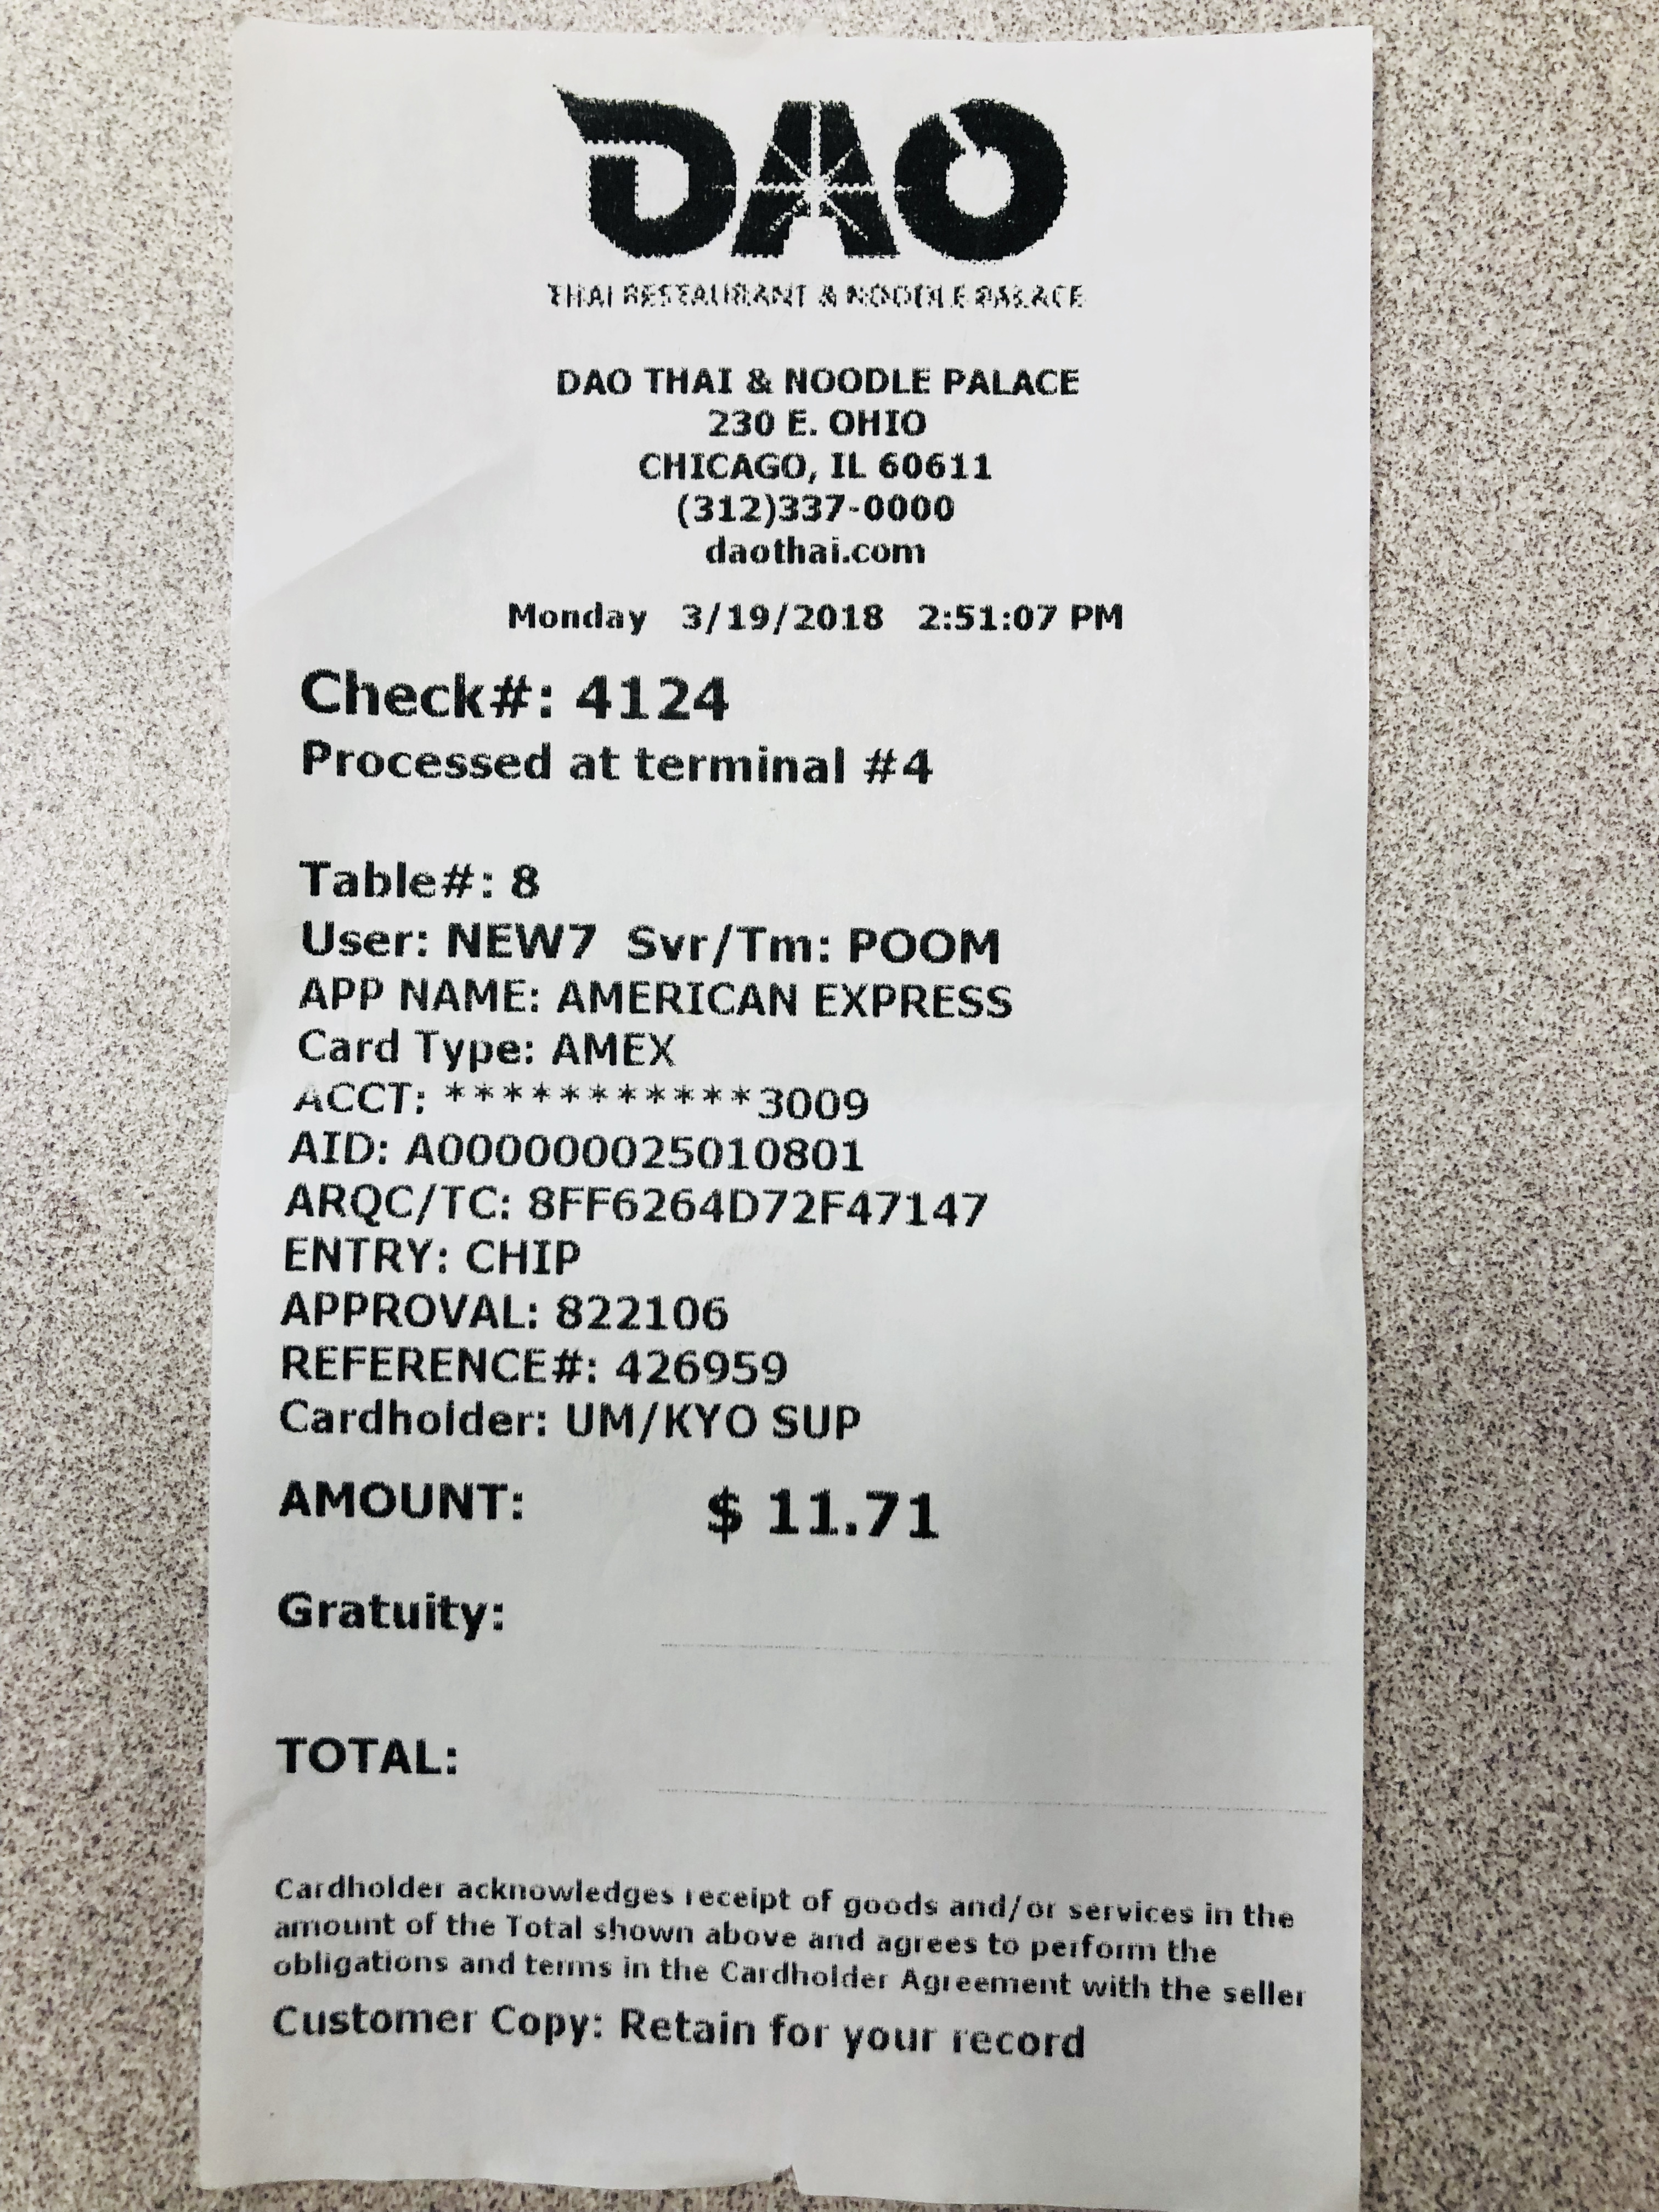 DAO
THAI RESTAURANT & NOODLE PALACE
DAO THAI & NOODLE PALACE
230 E. OHIO
CHICAGO, IL 60611
(312)337-0000
daothai.com
Monday 3/19/2018 2:51:07 PM
Check#: 4124
Processed at terminal #4
Table#: 8
User: NEW7 Svr/Tm: POOM
APP NAME: AMERICAN EXPRESS
Card Type: AMEX
ACCT: ***********3009
AID: A000000025010801
ARQC/TC: 8FF6264D72F47147
ENTRY: CHIP
APPROVAL: 822106
REFERENCE#: 426959
Cardholder: UM/KYO SUP
AMOUNT: $ 11.71
Gratuity:
TOTAL:
Cardholder acknowledges receipt of goods and/or services in the
amount of the Total shown above and agrees to perform the
obligations and terms in the Cardholder Agreement with the seller
Customer Copy: Retain for your record